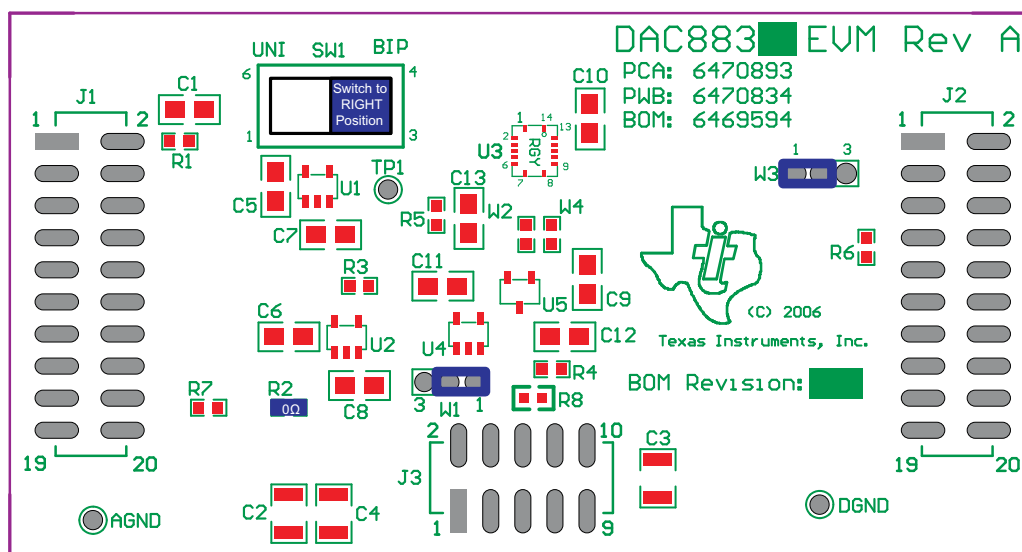 DAC883 EVM Rev A
PCA: 6470893
PWB: 6470834
BOM: 6469594
UNI SW1 BIP
6 4
1 3
Switch to
RIGHT
Position
J1
1 2
19 20
C1
R1
C5
U1
TP1
C7
R5
C13
U3
1 14
2 13
RGY
6 9
7 8
C10
W2 W4
W3
1 3
J2
1 2
19 20
R6
R3
C11
C9
U5
C6
U2
U4
C12
(C) 2006
Texas Instruments, Inc.
R4
BOM Revision:
R7
R2
0Ω
C8
3 W1 1
R8
J3
2 10
1 9
C3
C2 C4
AGND
DGND